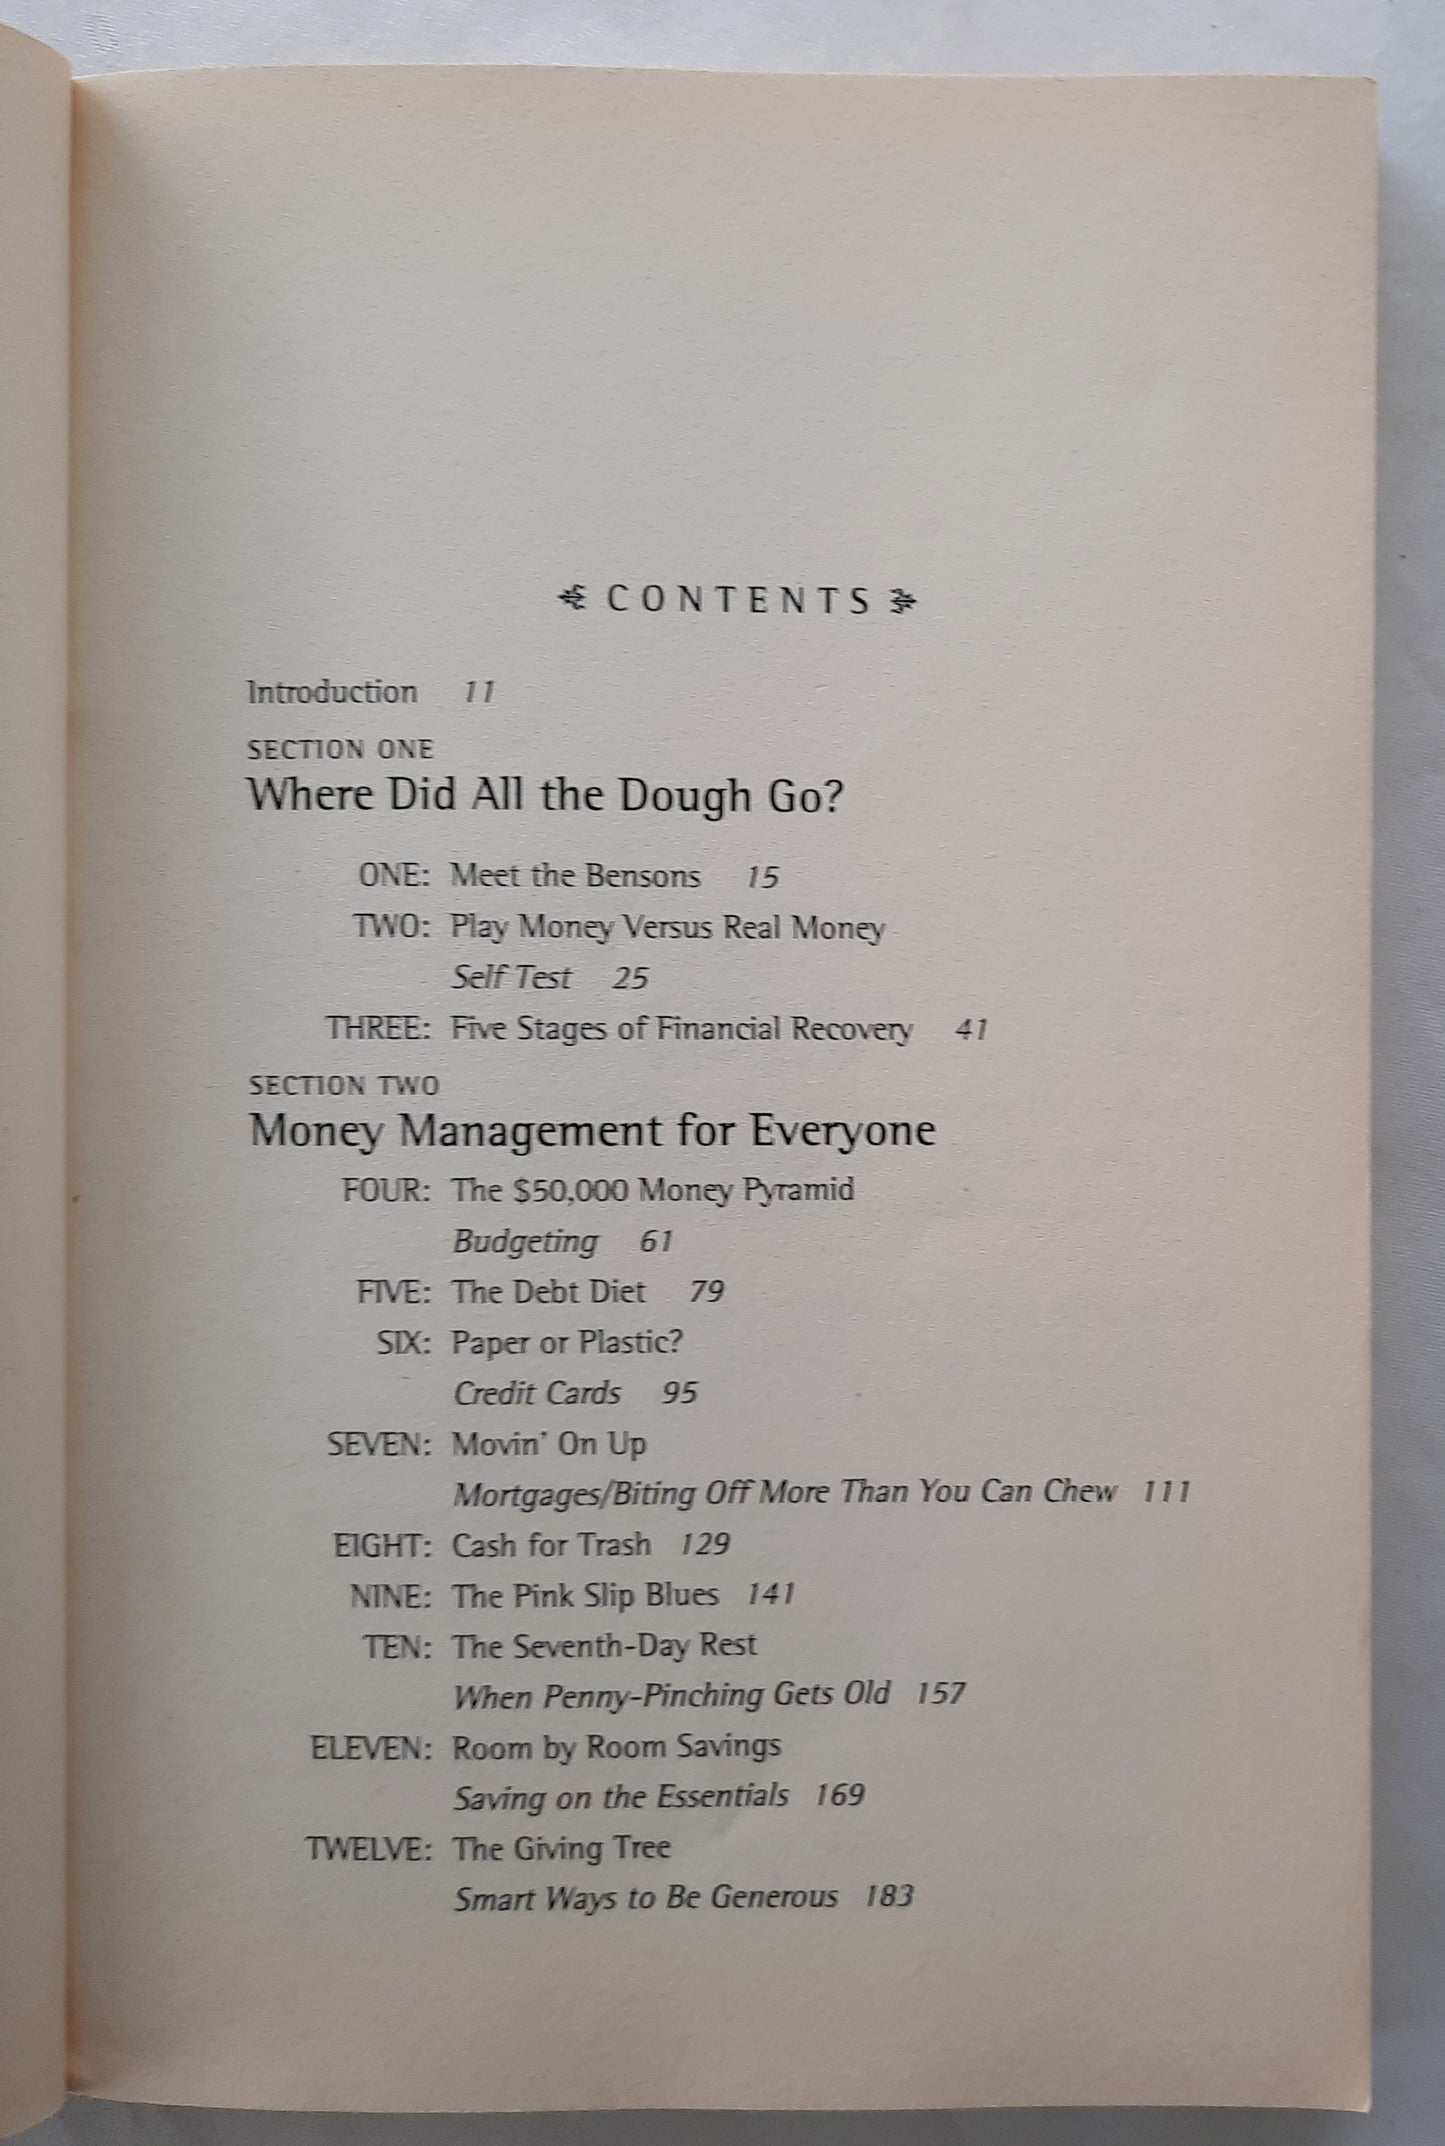 CONTENTS
Introduction 11
SECTION ONE
Where Did All the Dough Go?
ONE: Meet the Bensons 15
TWO: Play Money Versus Real Money
Self Test 25
THREE: Five Stages of Financial Recovery 41
SECTION TWO
Money Management for Everyone
FOUR: The $50,000 Money Pyramid
Budgeting 61
FIVE: The Debt Diet 79
SIX: Paper or Plastic?
Credit Cards 95
SEVEN: Movin' On Up
Mortgages/Biting Off More Than You Can Chew 111
EIGHT: Cash for Trash 129
NINE: The Pink Slip Blues 141
TEN: The Seventh-Day Rest
When Penny-Pinching Gets Old 157
ELEVEN: Room by Room Savings
Saving on the Essentials 169
TWELVE: The Giving Tree
Smart Ways to Be Generous 183